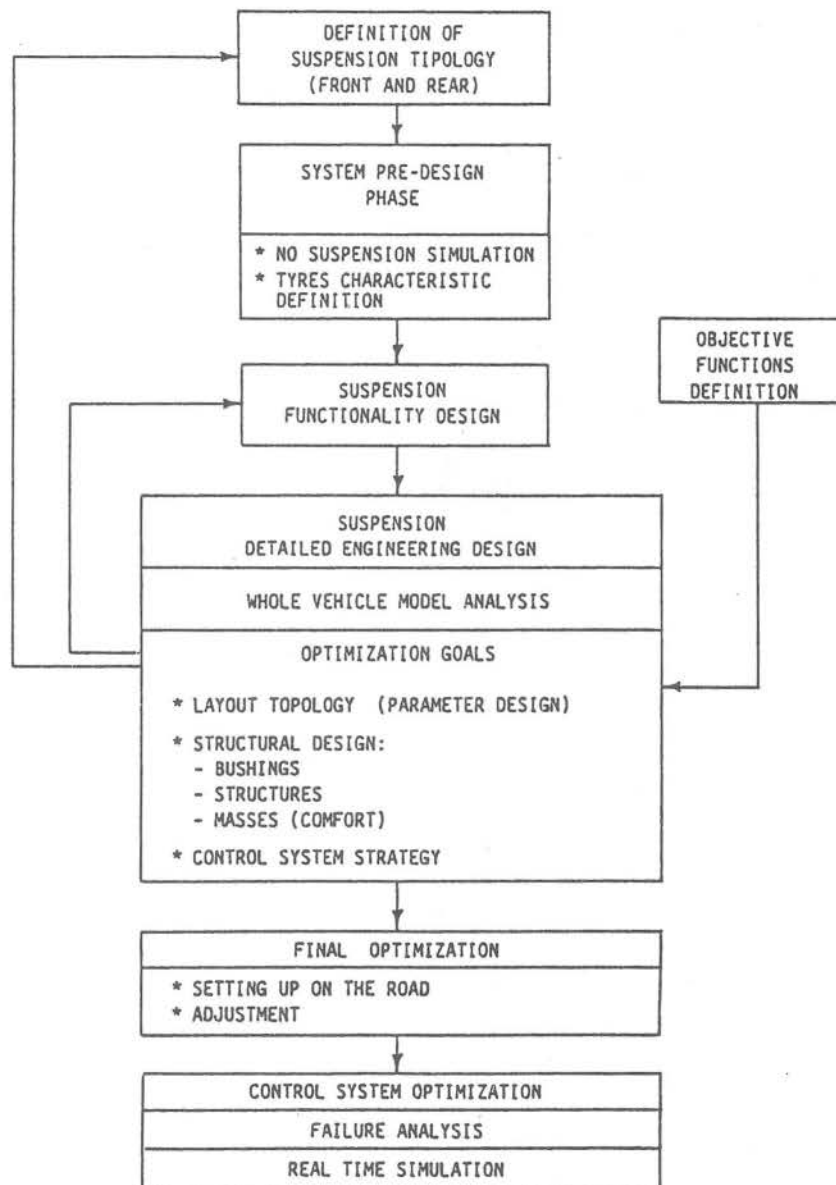 DEFINITION OF
SUSPENSION TIPOLOGY
(FRONT AND REAR)
SYSTEM PRE-DESIGN
PHASE
* NO SUSPENSION SIMULATION
* TYRES CHARACTERISTIC
DEFINITION
OBJECTIVE
FUNCTIONS
DEFINITION
SUSPENSION
FUNCTIONALITY DESIGN
SUSPENSION
DETAILED ENGINEERING DESIGN
WHOLE VEHICLE MODEL ANALYSIS
OPTIMIZATION GOALS
* LAYOUT TOPOLOGY (PARAMETER DESIGN)
* STRUCTURAL DESIGN:
- BUSHINGS
- STRUCTURES
- MASSES (COMFORT)
* CONTROL SYSTEM STRATEGY
FINAL OPTIMIZATION
* SETTING UP ON THE ROAD
* ADJUSTMENT
CONTROL SYSTEM OPTIMIZATION
FAILURE ANALYSIS
REAL TIME SIMULATION